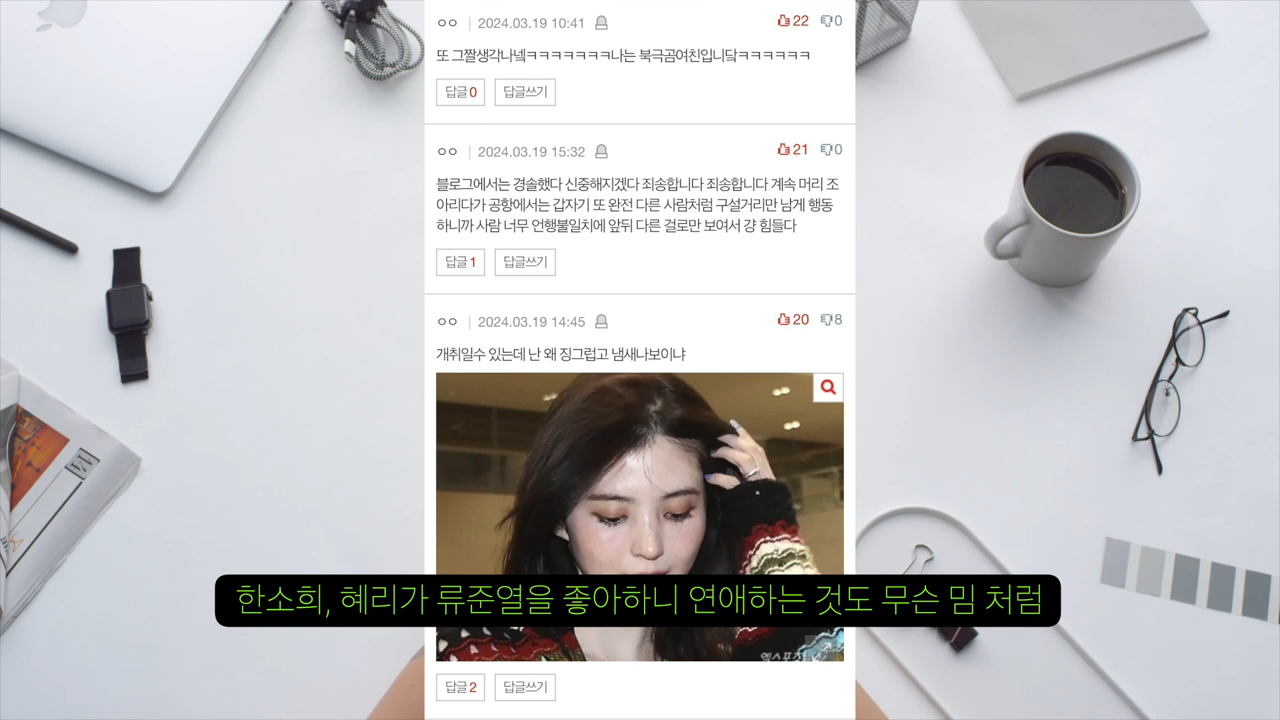 ㅇㅇ | 2024.03.19 10:41 22 0
또 그짤생각나넼ㅋㅋㅋㅋㅋㅋㅋ나는 북극곰여친입니닼ㅋㅋㅋㅋㅋㅋ
답글 0 답글쓰기
ㅇㅇ | 2024.03.19 15:32 21 0
블로그에서는 경솔했다 신중해지겠다 죄송합니다 죄송합니다 계속 머리 조
아리다가 공항에서는 갑자기 또 완전 다른 사람처럼 구설거리만 남게 행동
하니까 사람 너무 언행불일치에 앞뒤 다른 걸로만 보여서 걍 힘들다
답글 1 답글쓰기
ㅇㅇ | 2024.03.19 14:45 20 8
개취일수 있는데 난 왜 징그럽고 냄새나보이냐
한소희, 혜리가 류준열을 좋아하니 연애하는 것도 무슨 밈 처럼
답글 2 답글쓰기